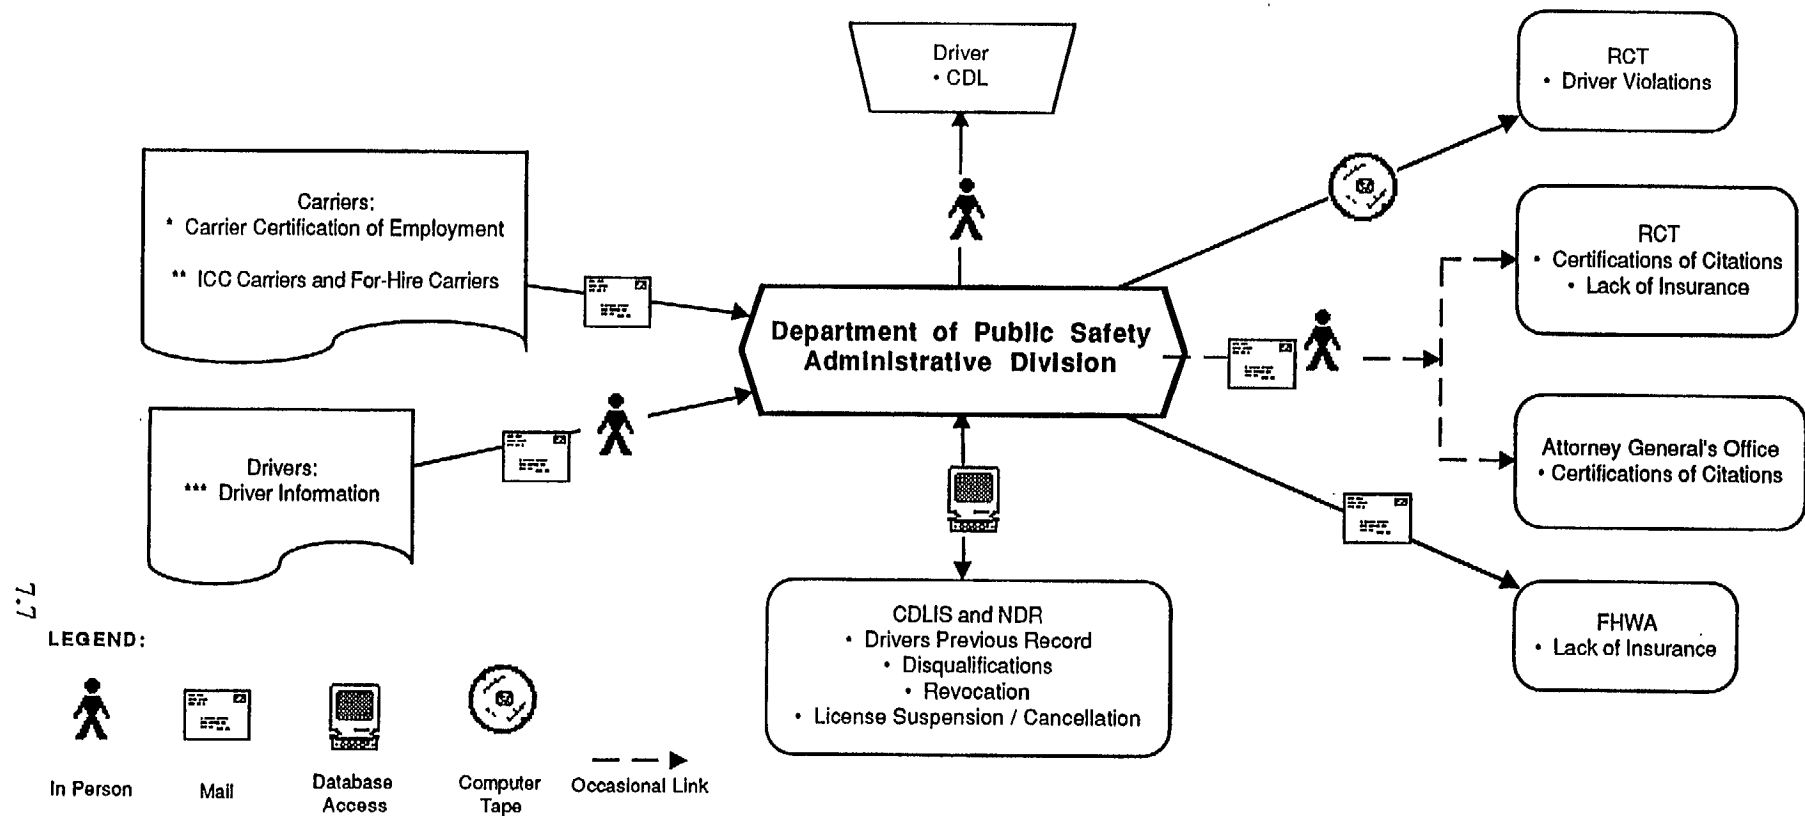 Driver
• CDL
RCT
• Driver Violations
Carriers:
* Carrier Certification of Employment
** ICC Carriers and For-Hire Carriers
RCT
• Certifications of Citations
• Lack of Insurance
Department of Public Safety
Administrative Division
Drivers:
*** Driver Information
Attorney General's Office
• Certifications of Citations
CDLIS and NDR
• Drivers Previous Record
• Disqualifications
• Revocation
• License Suspension / Cancellation
FHWA
• Lack of Insurance
7.7
LEGEND:
In Person
Mail
Database
Access
Computer
Tape
Occasional Link